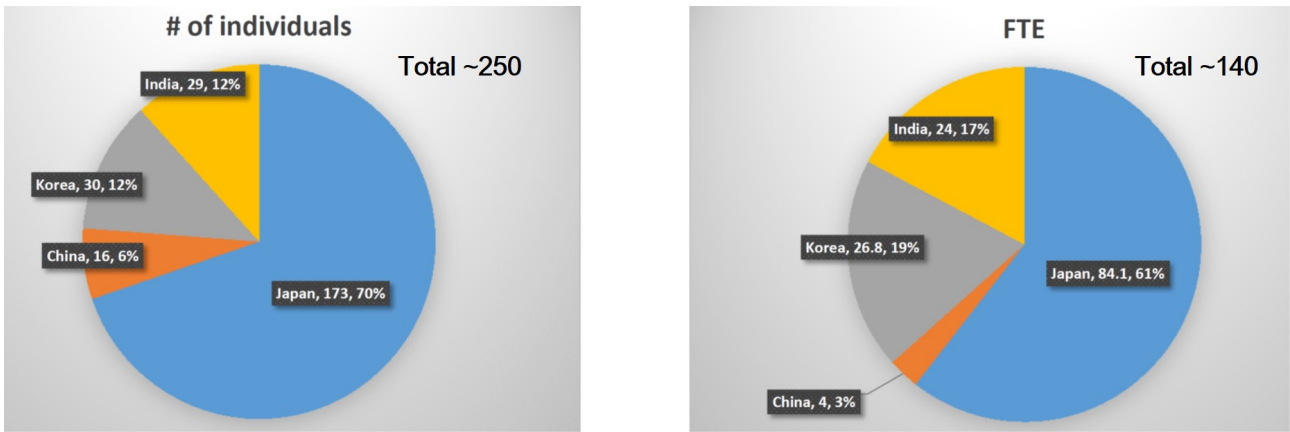 # of individuals
Total ~250
India, 29, 12%
Korea, 30, 12%
China, 16, 6%
Japan, 173, 70%
FTE
Total ~140
India, 24, 17%
Korea, 26.8, 19%
Japan, 84.1, 61%
China, 4, 3%